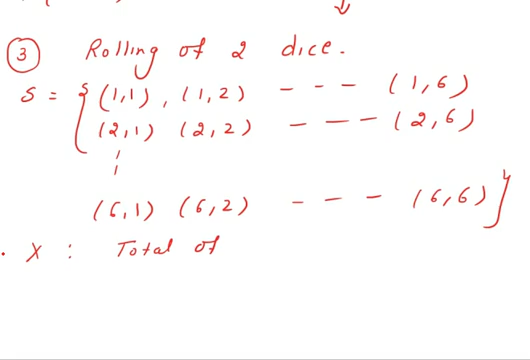 ③ Rolling of 2 dice.
S = { (1,1), (1,2) - - - (1,6)
(2,1) (2,2) - - - (2,6)
(6,1) (6,2) - - - (6,6) }
. X : Total of